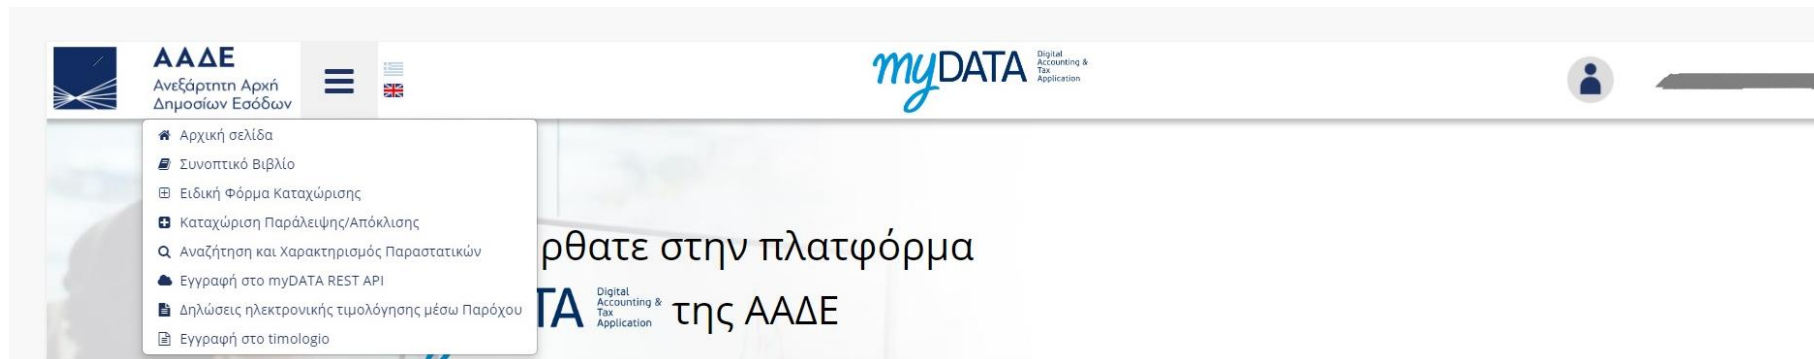 ΑΑΔΕ
Ανεξάρτητη Αρχή
Δημοσίων Εσόδων
myDATA
Digital
Accounting &
Tax
Application
Αρχική σελίδα
Συνοπτικό Βιβλίο
Ειδική Φόρμα Καταχώρισης
Καταχώριση Παράλειψης/Απόκλισης
Αναζήτηση και Χαρακτηρισμός Παραστατικών
Εγγραφή στο myDATA REST API
Δηλώσεις ηλεκτρονικής τιμολόγησης μέσω Παρόχου
Εγγραφή στο timologio
ρθατε στην πλατφόρμα
TA Digital
Accounting &
Tax
Application
της ΑΑΔΕ